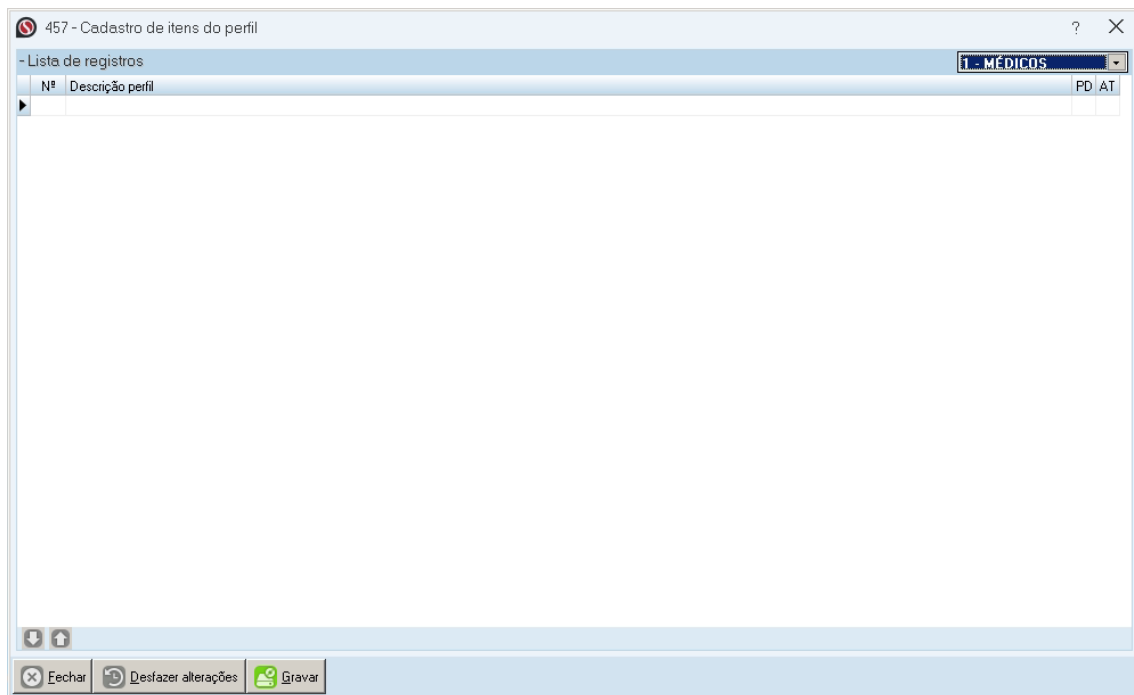 457 - Cadastro de itens do perfil ?
- Lista de registros 1 - MÉDICOS
Nº Descrição perfil PD AT
Fechar Desfazer alterações Gravar